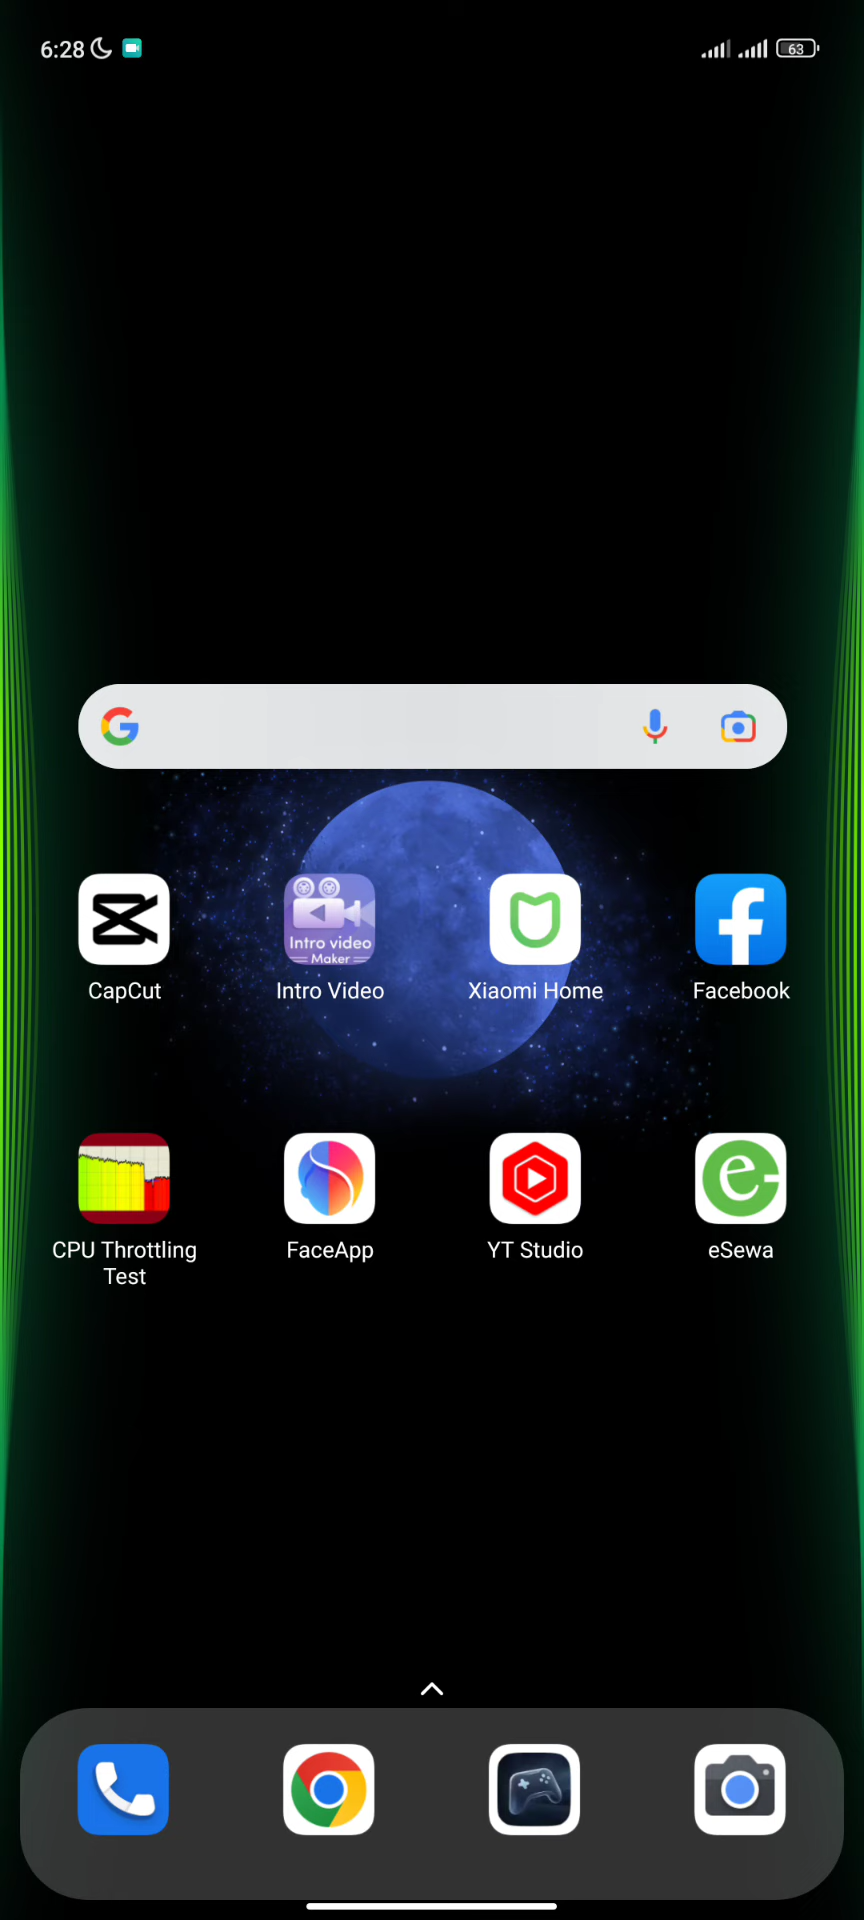 6:28
63
Intro video
Maker
CapCut
Intro Video
Xiaomi Home
Facebook
CPU Throttling
Test
FaceApp
YT Studio
eSewa